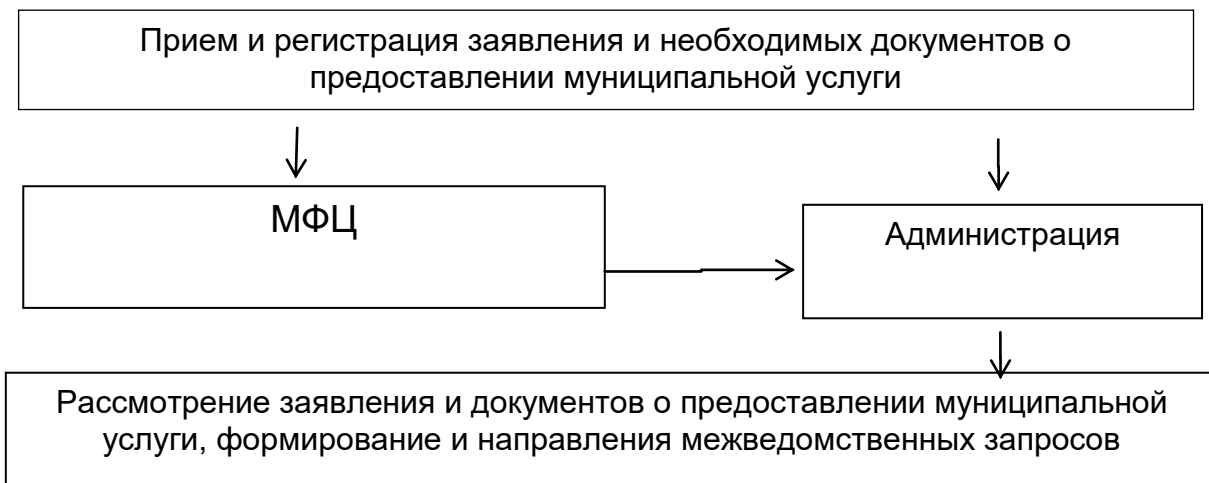 Прием и регистрация заявления и необходимых документов о
предоставлении муниципальной услуги
МФЦ
Администрация
Рассмотрение заявления и документов о предоставлении муниципальной
услуги, формирование и направления межведомственных запросов